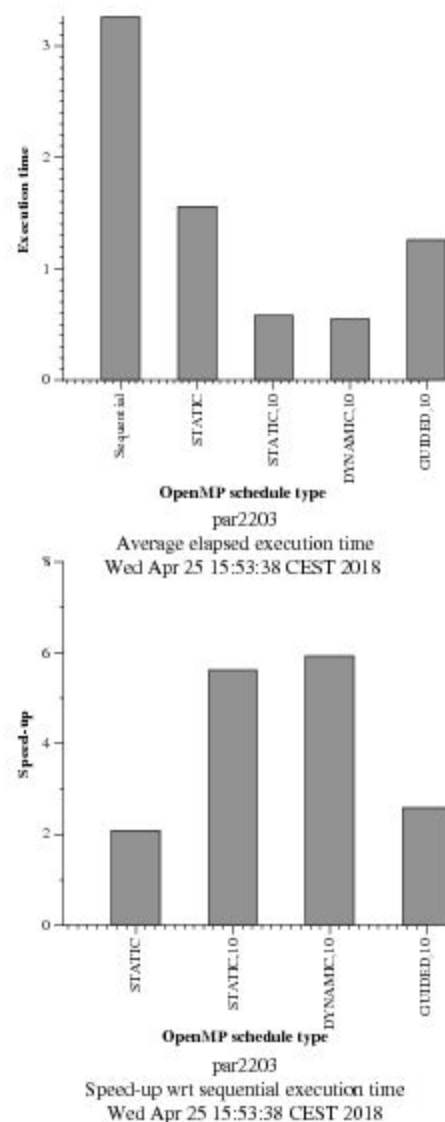 3
2
1
0
Execution time
Sequential
STATIC
STATIC,10
DYNAMIC,10
GUIDED,10
OpenMP schedule type
par2203
Average elapsed execution time
Wed Apr 25 15:53:38 CEST 2018
8
6
4
2
0
Speed-up
STATIC
STATIC,10
DYNAMIC,10
GUIDED,10
OpenMP schedule type
par2203
Speed-up wrt sequential execution time
Wed Apr 25 15:53:38 CEST 2018